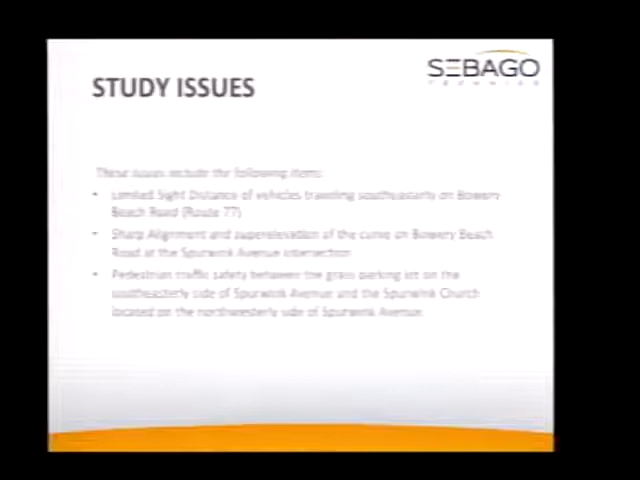 SEBAGO
TECHNICS
STUDY ISSUES
These issues include the following items:
• Limited Sight Distance of vehicles traveling southeasterly on Bowery
Beach Road (Route 77)
• Sharp Alignment and superelevation of the curve on Bowery Beach
Road at the Spurwink Avenue intersection
• Pedestrian traffic safety between the grass parking lot on the
southeasterly side of Spurwink Avenue and the Spurwink Church
located on the northwesterly side of Spurwink Avenue.